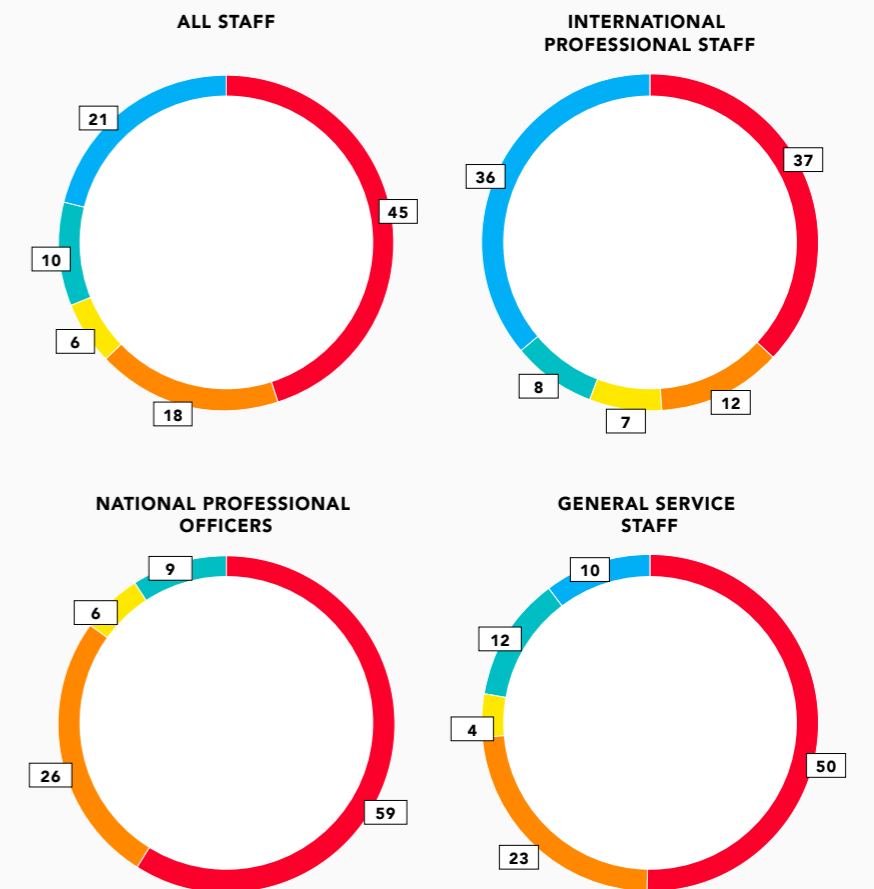 ALL STAFF
21
45
10
6
18
INTERNATIONAL
PROFESSIONAL STAFF
37
36
8
12
7
NATIONAL PROFESSIONAL
OFFICERS
9
6
26
59
GENERAL SERVICE
STAFF
10
12
4
50
23